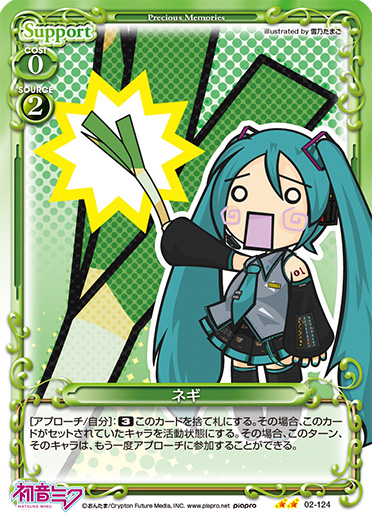 Precious Memories
Support
illustrated by 雪乃たまご
COST
0
SOURCE
2
01
ネギ
[アプローチ/自分]:3このカードを捨て札にする。その場合、このカー
ドがセットされていたキャラを活動状態にする。その場合、このターン、
そのキャラは、もう一度アプローチに参加することができる。
初音ミク
HATSUNE MIKU
©おんたま/Crypton Future Media, INC. www.piapro.net piapro
02-124